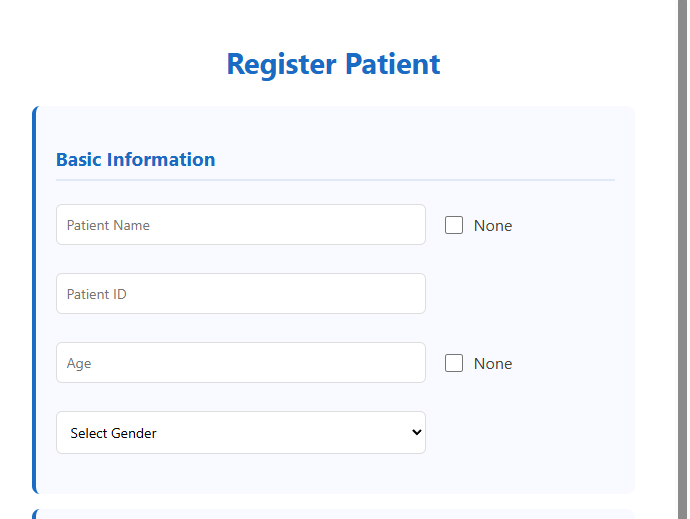 Register Patient
Basic Information
Patient Name
None
Patient ID
Age
None
Select Gender